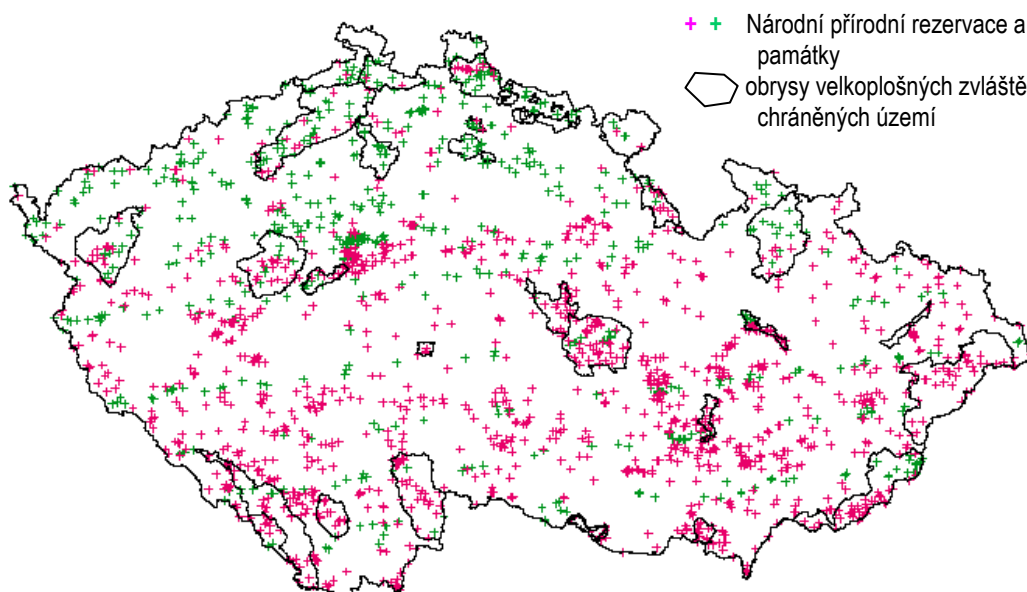 Národní přírodní rezervace a
památky
obrysy velkoplošných zvláště
chráněných území